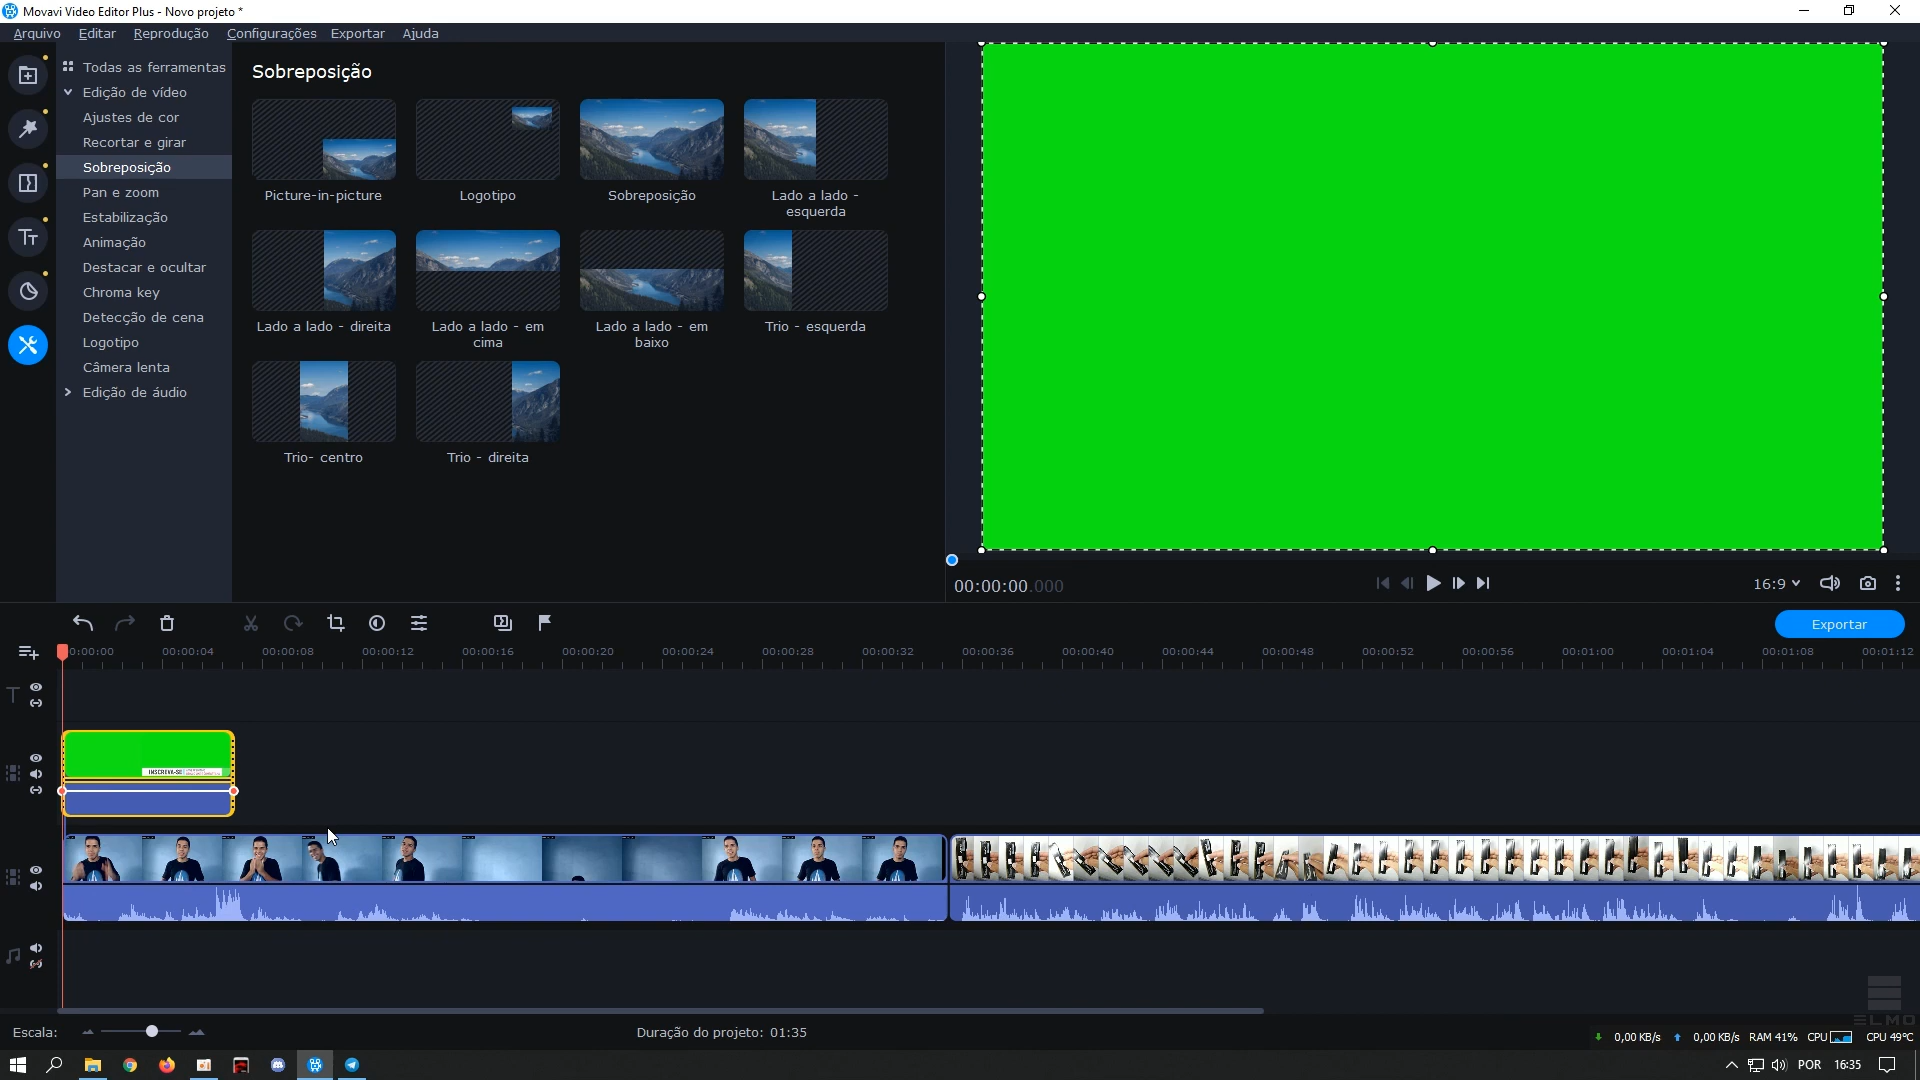 Movavi Video Editor Plus - Novo projeto *
Arquivo Editar Reprodução Configurações Exportar Ajuda
Todas as ferramentas
Edição de vídeo
Ajustes de cor
Recortar e girar
Sobreposição
Pan e zoom
Estabilização
Animação
Destacar e ocultar
Chroma key
Detecção de cena
Logotipo
Câmera lenta
Edição de áudio
Sobreposição
Picture-in-picture
Logotipo
Sobreposição
Lado a lado -
esquerda
Lado a lado - direita
Lado a lado - em
cima
Lado a lado - em
baixo
Trio - esquerda
Trio- centro
Trio - direita
00:00:00.000
16:9
Exportar
0:00:00 00:00:04 00:00:08 00:00:12 00:00:16 00:00:20 00:00:24 00:00:28 00:00:32 00:00:36 00:00:40 00:00:44 00:00:48 00:00:52 00:00:56 00:01:00 00:01:04 00:01:08 00:01:12
INSCREVA-SE
Escala:
Duração do projeto: 01:35
ELMO
0,00 KB/s 0,00 KB/s RAM 41% CPU CPU 49°C
POR 16:35